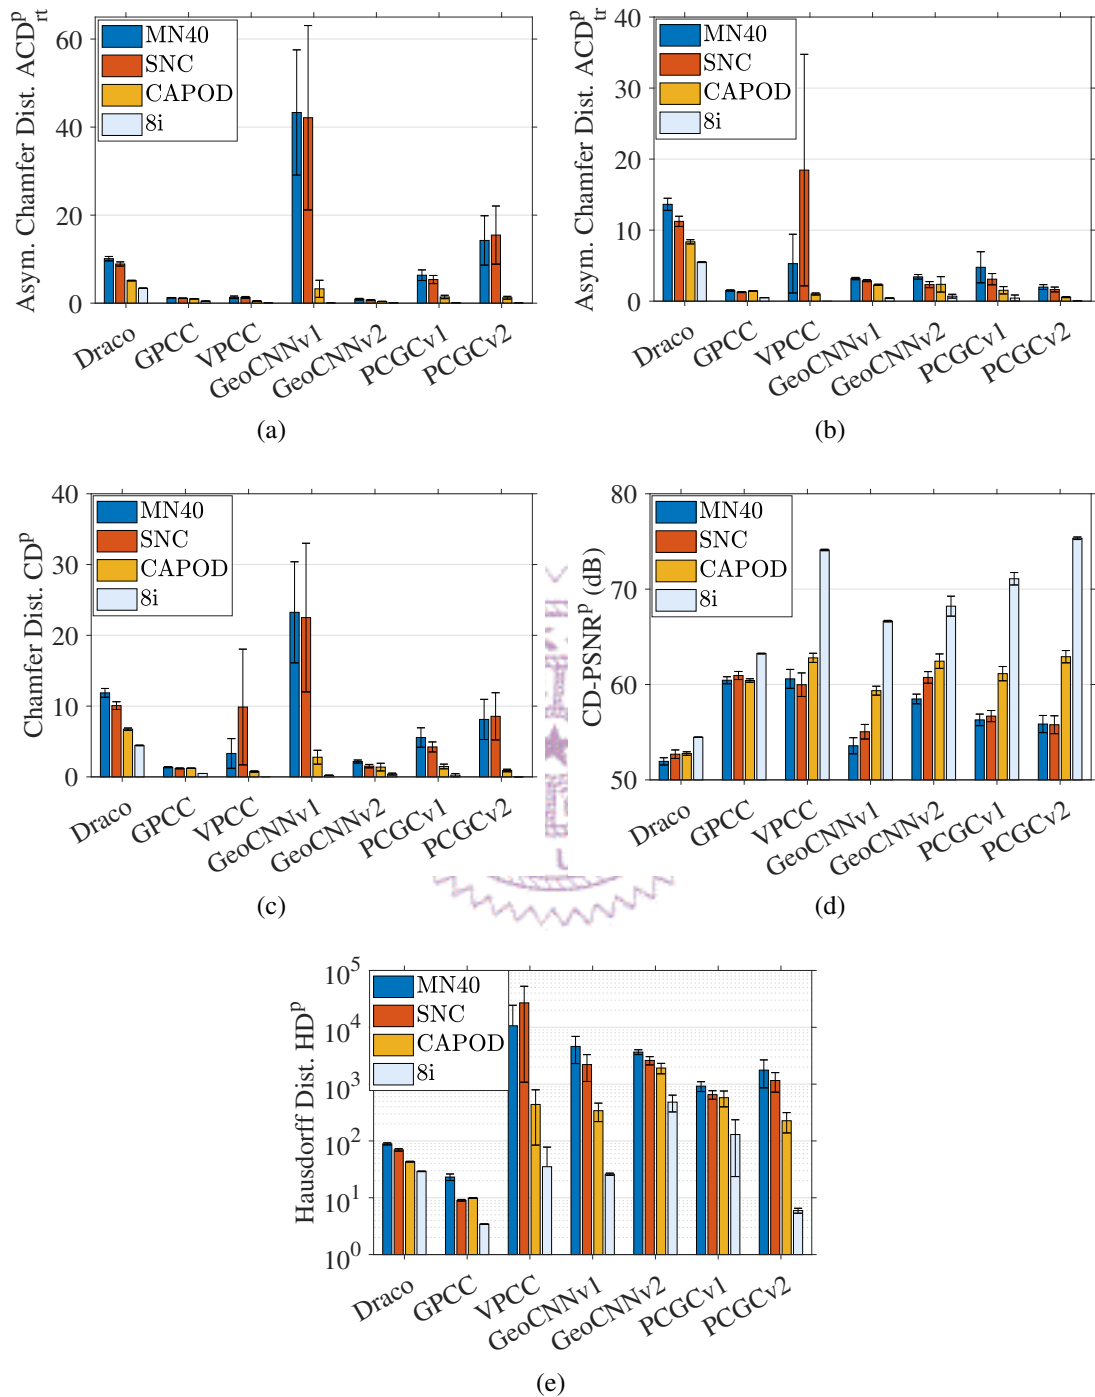 Asym. Chamfer Dist. ACD^p_rt
60
40
20
0
MN40
SNC
CAPOD
8i
Draco
GPCC
VPCC
GeoCNNv1
GeoCNNv2
PCGCv1
PCGCv2
(a)
Asym. Chamfer Dist. ACD^p_tr
40
30
20
10
0
MN40
SNC
CAPOD
8i
Draco
GPCC
VPCC
GeoCNNv1
GeoCNNv2
PCGCv1
PCGCv2
(b)
Chamfer Dist. CD^p
40
30
20
10
0
MN40
SNC
CAPOD
8i
Draco
GPCC
VPCC
GeoCNNv1
GeoCNNv2
PCGCv1
PCGCv2
(c)
CD-PSNR^p (dB)
80
70
60
50
MN40
SNC
CAPOD
8i
Draco
GPCC
VPCC
GeoCNNv1
GeoCNNv2
PCGCv1
PCGCv2
(d)
Hausdorff Dist. HD^p
10^5
10^4
10^3
10^2
10^1
10^0
MN40
SNC
CAPOD
8i
Draco
GPCC
VPCC
GeoCNNv1
GeoCNNv2
PCGCv1
PCGCv2
(e)